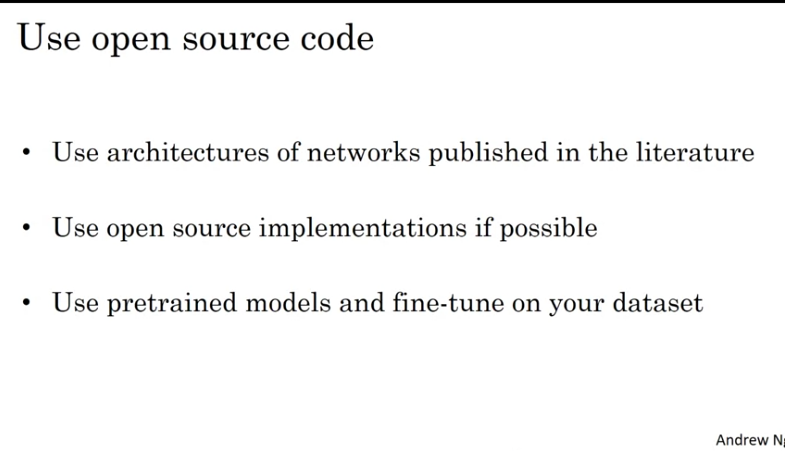 Use open source code
• Use architectures of networks published in the literature
• Use open source implementations if possible
• Use pretrained models and fine-tune on your dataset
Andrew Ng